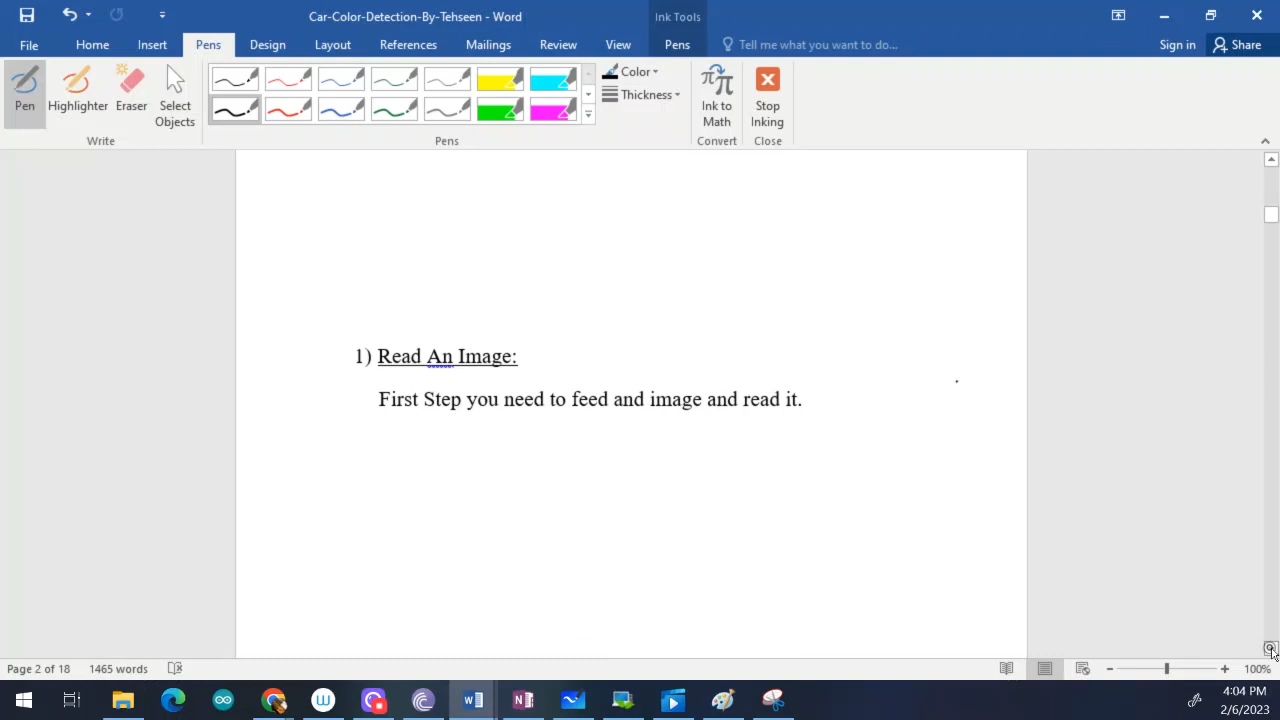 Car-Color-Detection-By-Tehseen - Word
Ink Tools
File Home Insert Pens Design Layout References Mailings Review View Pens Tell me what you want to do... Sign in Share
Pen Highlighter Eraser Select Objects
Color
Thickness
Ink to Math
Stop Inking
Write Pens Convert Close
1) Read An Image:
First Step you need to feed and image and read it.
Page 2 of 18 1465 words 100%
4:04 PM
2/6/2023